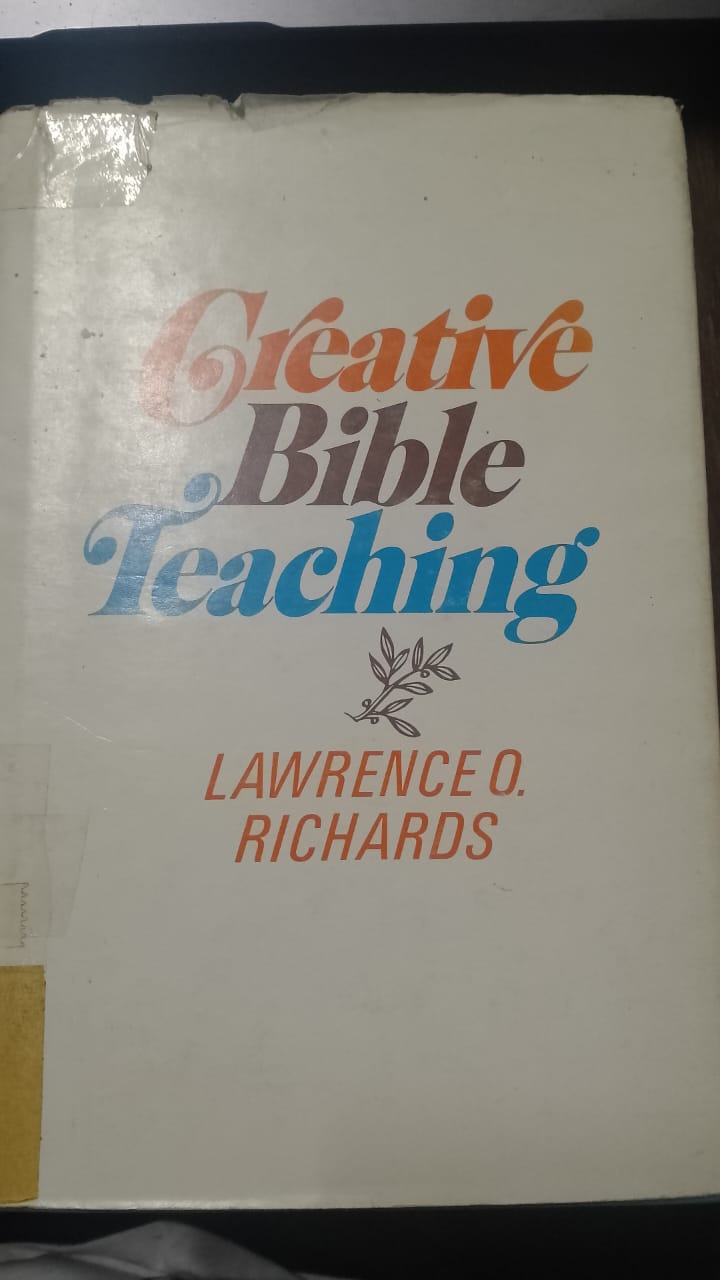 Creative
Bible
Teaching
LAWRENCE O.
RICHARDS